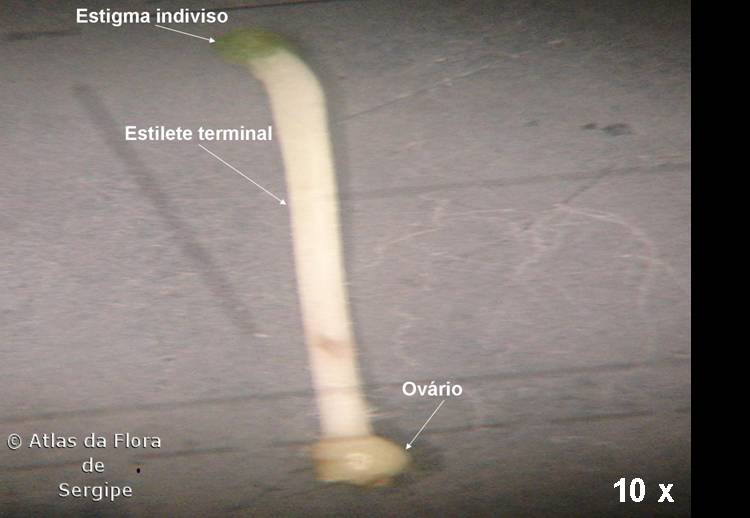 Estigma indiviso
Estilete terminal
Ovário
© Atlas da Flora
de
Sergipe
10 x